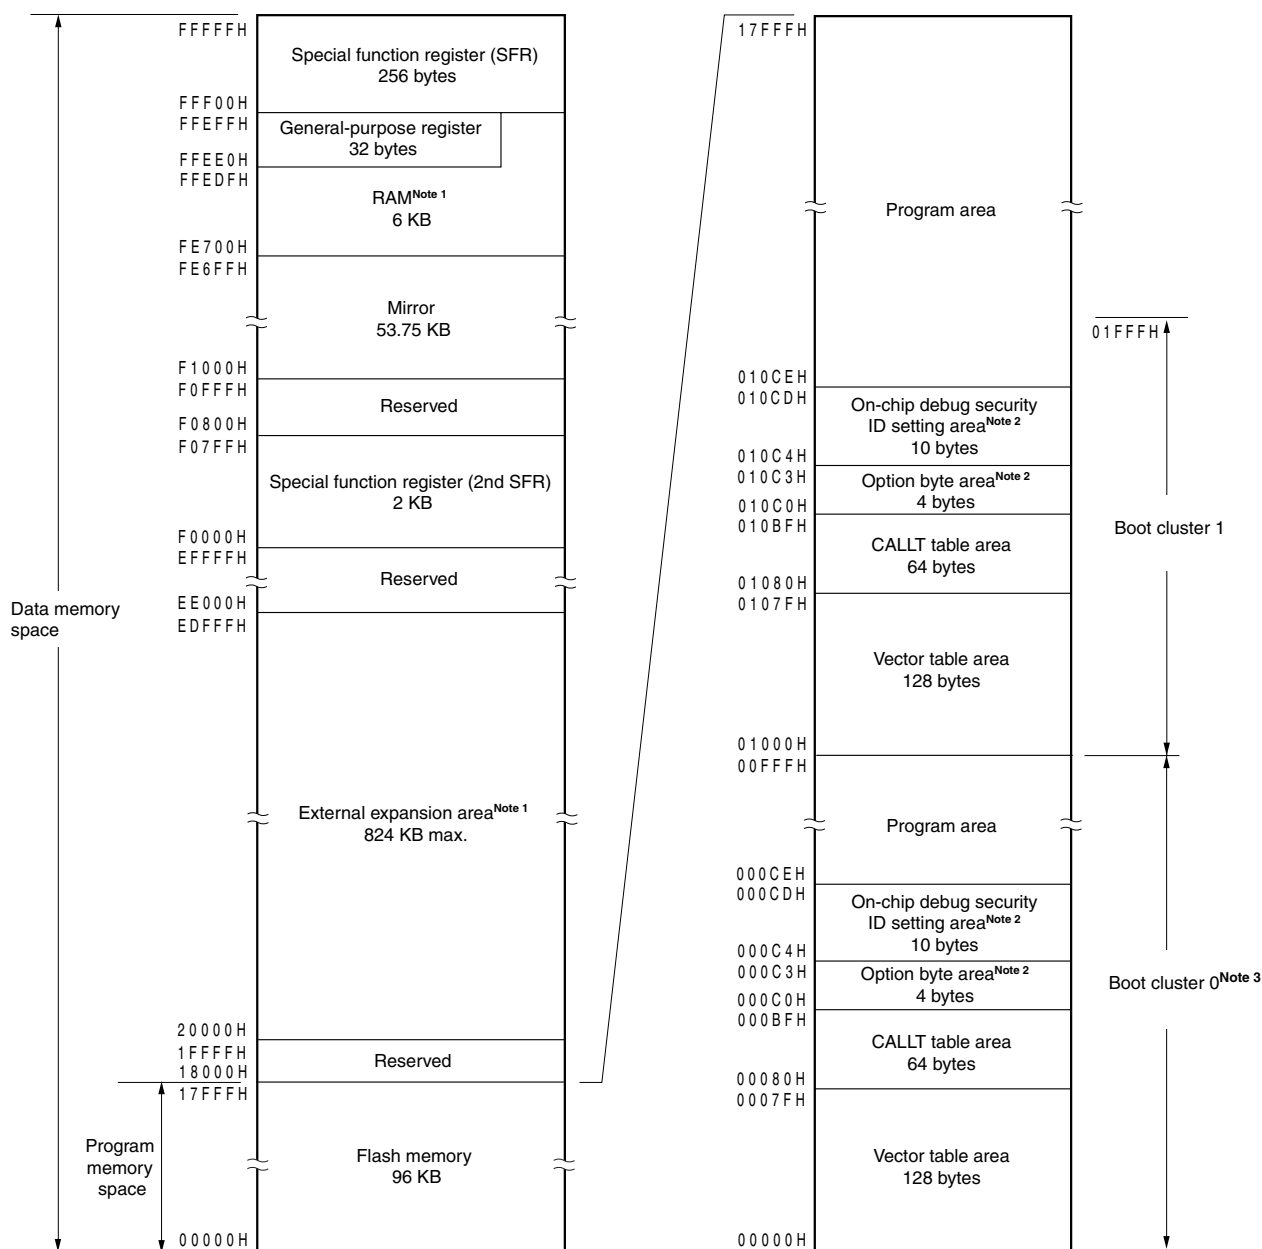 FFFFFH
Special function register (SFR)
256 bytes
FFF00H
FFEFFH
General-purpose register
32 bytes
FFEE0H
FFEDFH
RAMNote 1
6 KB
FE700H
FE6FFH
Mirror
53.75 KB
F1000H
F0FFFH
Reserved
F0800H
F07FFH
Special function register (2nd SFR)
2 KB
F0000H
EFFFFH
Reserved
EE000H
EDFFFH
Data memory
space
External expansion areaNote 1
824 KB max.
20000H
1FFFFH
Reserved
18000H
17FFFH
Program
memory
space
Flash memory
96 KB
00000H
17FFFH
Program area
01FFFH
010CEH
010CDH
On-chip debug security
ID setting areaNote 2
10 bytes
010C4H
010C3H
Option byte areaNote 2
4 bytes
010C0H
010BFH
Boot cluster 1
CALLT table area
64 bytes
01080H
0107FH
Vector table area
128 bytes
01000H
00FFFH
Program area
000CEH
000CDH
On-chip debug security
ID setting areaNote 2
10 bytes
000C4H
000C3H
Option byte areaNote 2
4 bytes
Boot cluster 0Note 3
000C0H
000BFH
CALLT table area
64 bytes
00080H
0007FH
Vector table area
128 bytes
00000H